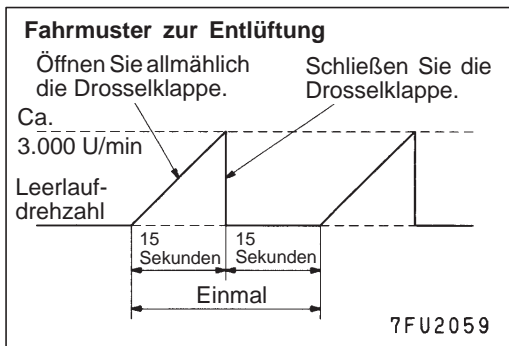 Fahrmuster zur Entlüftung
Öffnen Sie allmählich
die Drosselklappe.
Schließen Sie die
Drosselklappe.
Ca.
3.000 U/min
Leerlauf-
drehzahl
15
Sekunden
15
Sekunden
Einmal
7FU2059